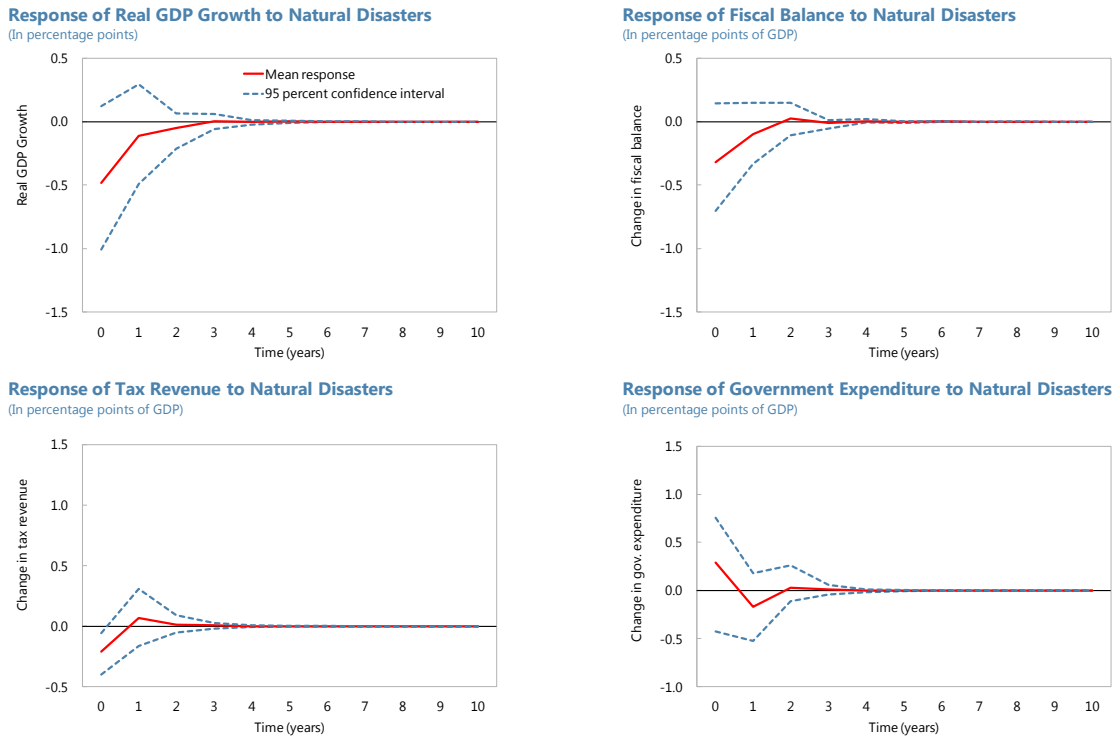 Response of Real GDP Growth to Natural Disasters
(In percentage points)
0.5
0.0
-0.5
-1.0
-1.5
Real GDP Growth
Mean response
95 percent confidence interval
0 1 2 3 4 5 6 7 8 9 10
Time (years)
Response of Fiscal Balance to Natural Disasters
(In percentage points of GDP)
0.5
0.0
-0.5
-1.0
-1.5
Change in fiscal balance
0 1 2 3 4 5 6 7 8 9 10
Time (years)
Response of Tax Revenue to Natural Disasters
(In percentage points of GDP)
1.5
1.0
0.5
0.0
-0.5
Change in tax revenue
0 1 2 3 4 5 6 7 8 9 10
Time (years)
Response of Government Expenditure to Natural Disasters
(In percentage points of GDP)
1.5
1.0
0.5
0.0
-0.5
-1.0
Change in gov. expenditure
0 1 2 3 4 5 6 7 8 9 10
Time (years)